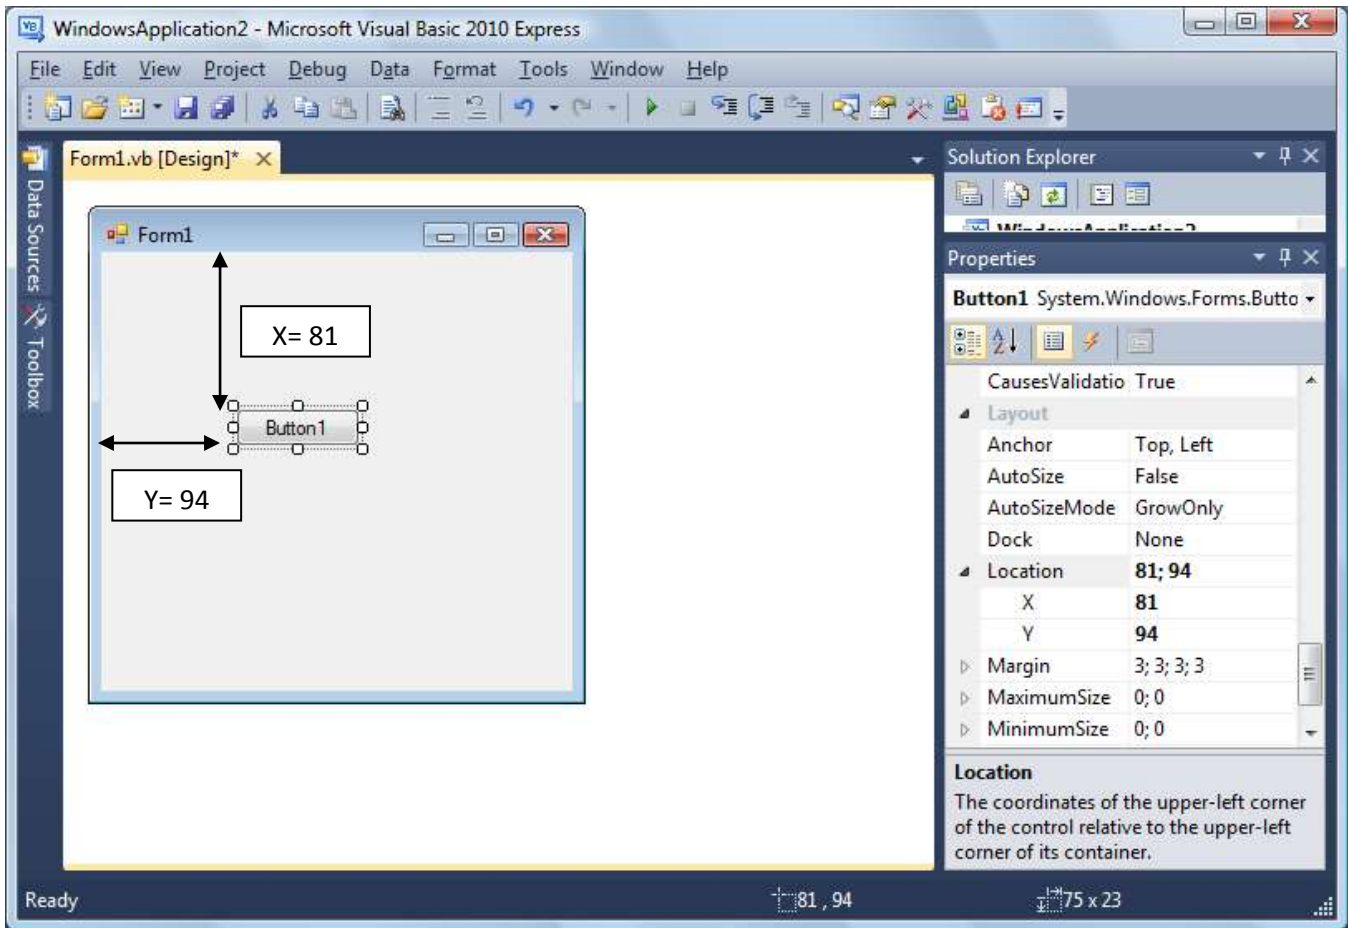 WindowsApplication2 - Microsoft Visual Basic 2010 Express
File Edit View Project Debug Data Format Tools Window Help
Form1.vb [Design]*
Data Sources
Toolbox
Form1
X= 81
Button1
Y= 94
Solution Explorer
WindowsApplication2
Properties
Button1 System.Windows.Forms.Butto
CausesValidatio True
Layout
Anchor Top, Left
AutoSize False
AutoSizeMode GrowOnly
Dock None
Location 81; 94
X 81
Y 94
Margin 3; 3; 3; 3
MaximumSize 0; 0
MinimumSize 0; 0
Location
The coordinates of the upper-left corner
of the control relative to the upper-left
corner of its container.
Ready 81 , 94 75 x 23